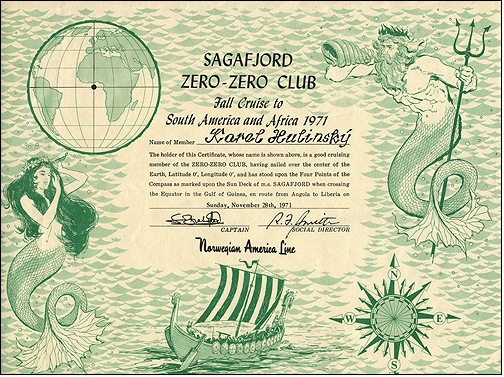 SAGAFJORD
ZERO-ZERO CLUB
Fall Cruise to
South America and Africa 1971
Name of Member Karel Hubinský
The holder of this Certificate, whose name is shown above, is a good cruising
member of the ZERO-ZERO CLUB, having sailed over the center of the
Earth, Latitude 0', Longitude 0', and has stood upon the Four Points of the
Compass as marked upon the Sun Deck of m.s. SAGAFJORD when crossing
the Equator in the Gulf of Guinea, en route from Angola to Liberia on
Sunday, November 28th, 1971
CAPTAIN
SOCIAL DIRECTOR
Norwegian America Line
N
W E
S